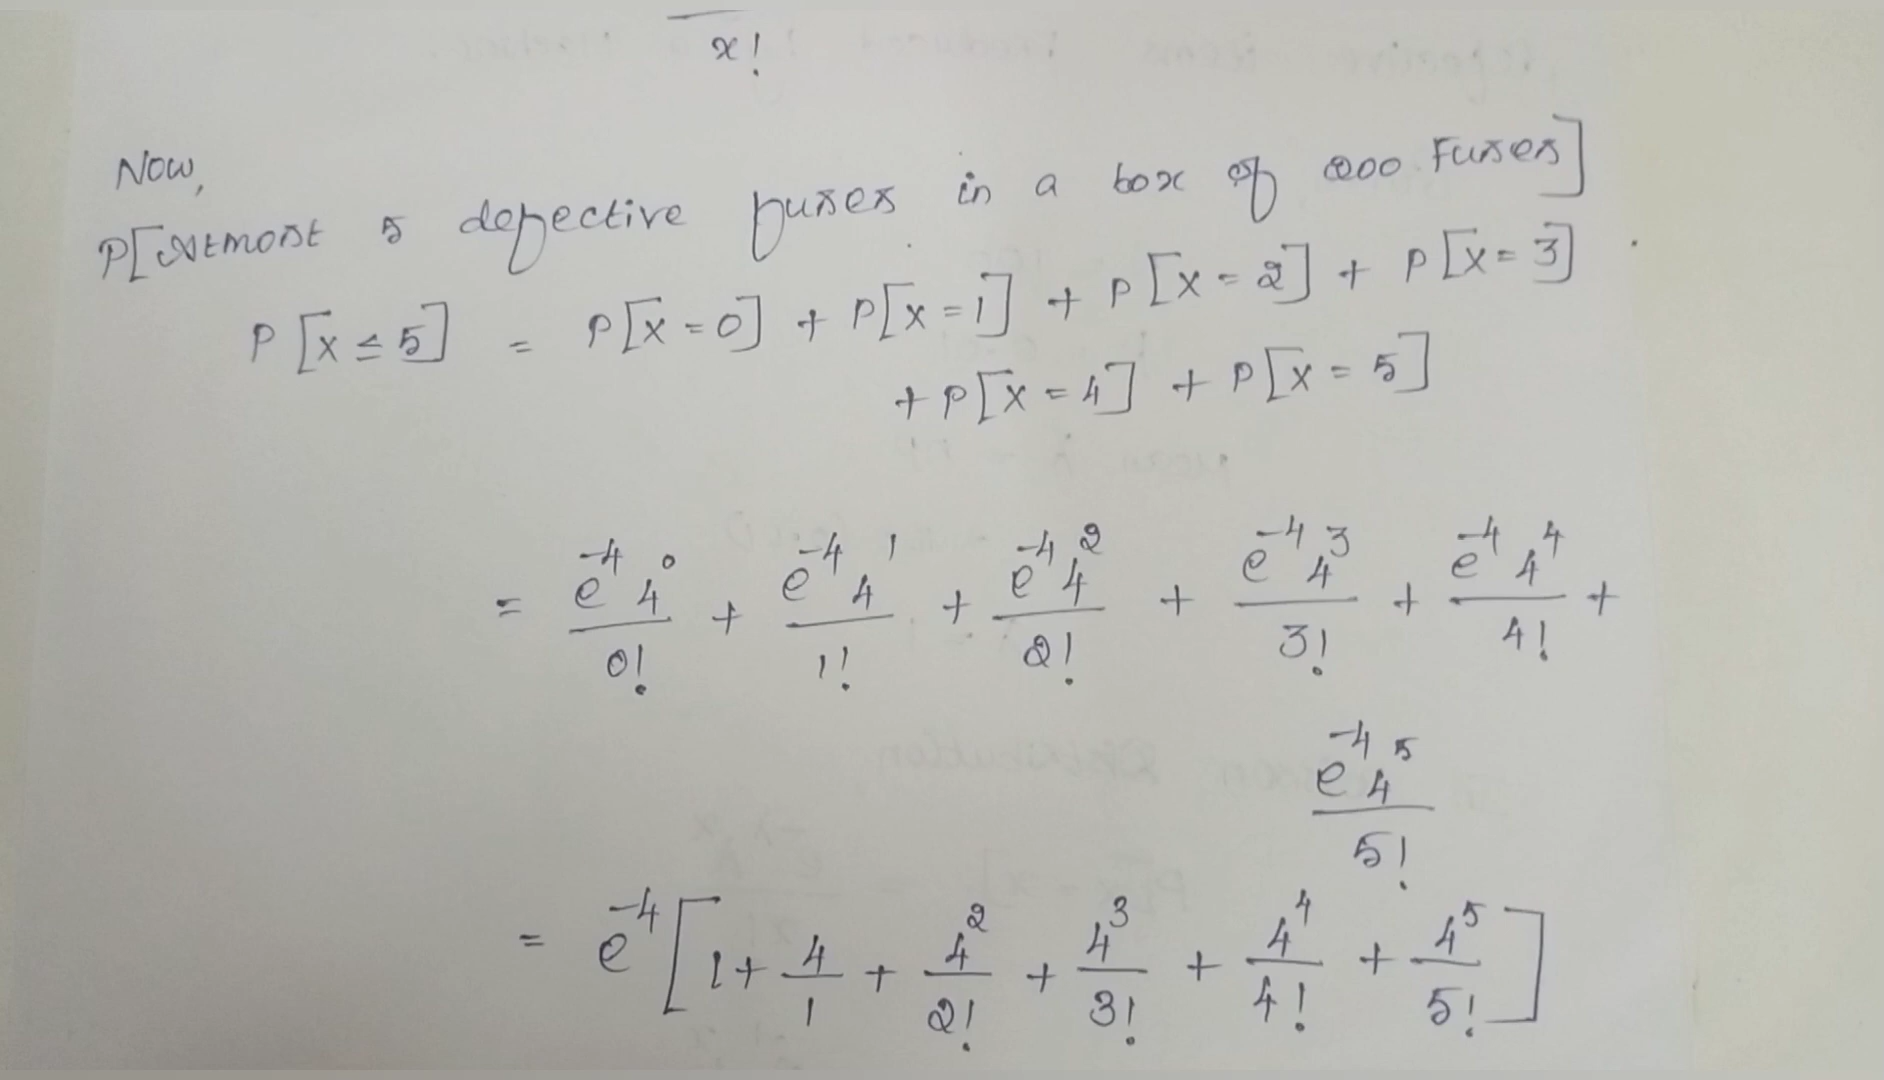 x!
Now,
P[Atmost 5 defective fuses in a box of 200 Fuses]
P[X ≤ 5] = P[X = 0] + P[X = 1] + P[X = 2] + P[X = 3]
+ P[X = 4] + P[X = 5]
= e^-4 4^0 / 0! + e^-4 4^1 / 1! + e^-4 4^2 / 2! + e^-4 4^3 / 3! + e^-4 4^4 / 4! +
e^-4 4^5 / 5!
= e^-4 [1 + 4/1 + 4^2/2! + 4^3/3! + 4^4/4! + 4^5/5!]